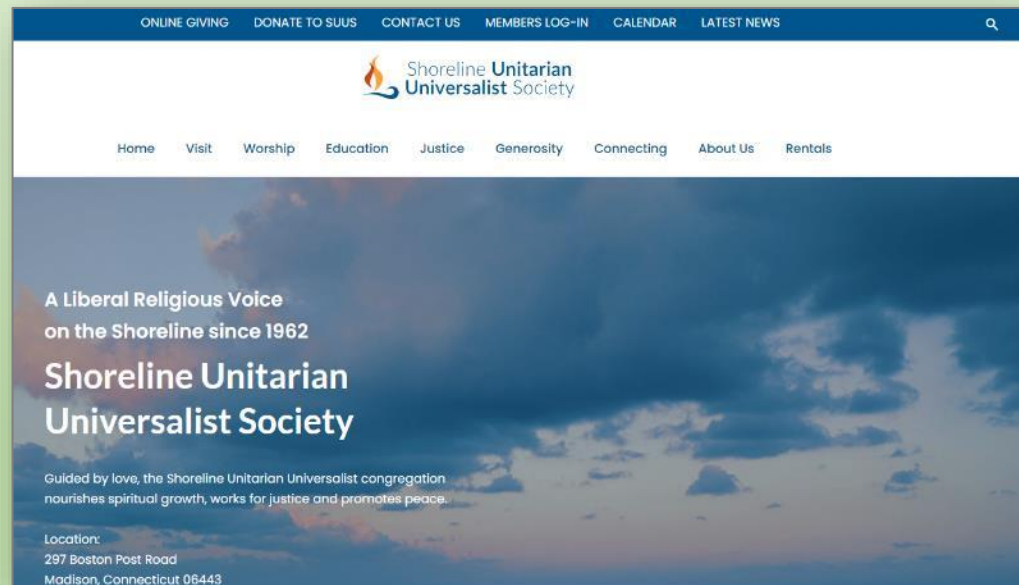 ONLINE GIVING DONATE TO SUUS CONTACT US MEMBERS LOG-IN CALENDAR LATEST NEWS
Shoreline Unitarian
Universalist Society
Home Visit Worship Education Justice Generosity Connecting About Us Rentals
A Liberal Religious Voice
on the Shoreline since 1962
Shoreline Unitarian
Universalist Society
Guided by love, the Shoreline Unitarian Universalist congregation
nourishes spiritual growth, works for justice and promotes peace.
Location:
297 Boston Post Road
Madison, Connecticut 06443